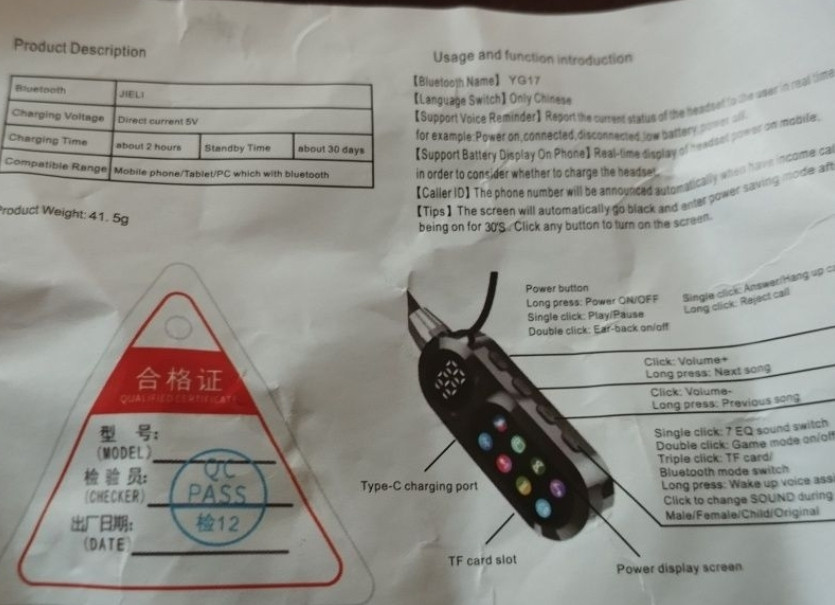 Product Description
Bluetooth JIELI
Charging Voltage Direct current 5V
Charging Time about 2 hours Standby Time about 30 days
Compatible Range Mobile phone/Tablet/PC which with bluetooth
Product Weight: 41. 5g
Usage and function introduction
【Bluetooth Name】 YG17
【Language Switch】Only Chinese
【Support Voice Reminder】Report the current status of the headset to the user in real time
for example:Power on,connected,disconnected,low battery,power off.
【Support Battery Display On Phone】Real-time display of headset power on mobile,
in order to consider whether to charge the headset.
【Caller ID】The phone number will be announced automatically when have income
【Tips】The screen will automatically go black and enter power saving mode
being on for 30'S. Click any button to turn on the screen.
Power button
Long press: Power ON/OFF
Single click: Play/Pause
Double click: Ear-back on/off
Single click: Answer/Hang up
Long click: Reject call
Click: Volume+
Long press: Next song
Click: Volume-
Long press: Previous song
Single click: 7 EQ sound switch
Double click: Game mode on/off
Triple click: TF card/
Bluetooth mode switch
Long press: Wake up voice
Click to change SOUND during
Male/Female/Child/Original
Type-C charging port
TF card slot
Power display screen
合格证
QUALIFIED CERTIFICATE
型 号:
(MODEL)
检 验 员:
(CHECKER)
出厂日期:
(DATE)
QC
PASS
检12